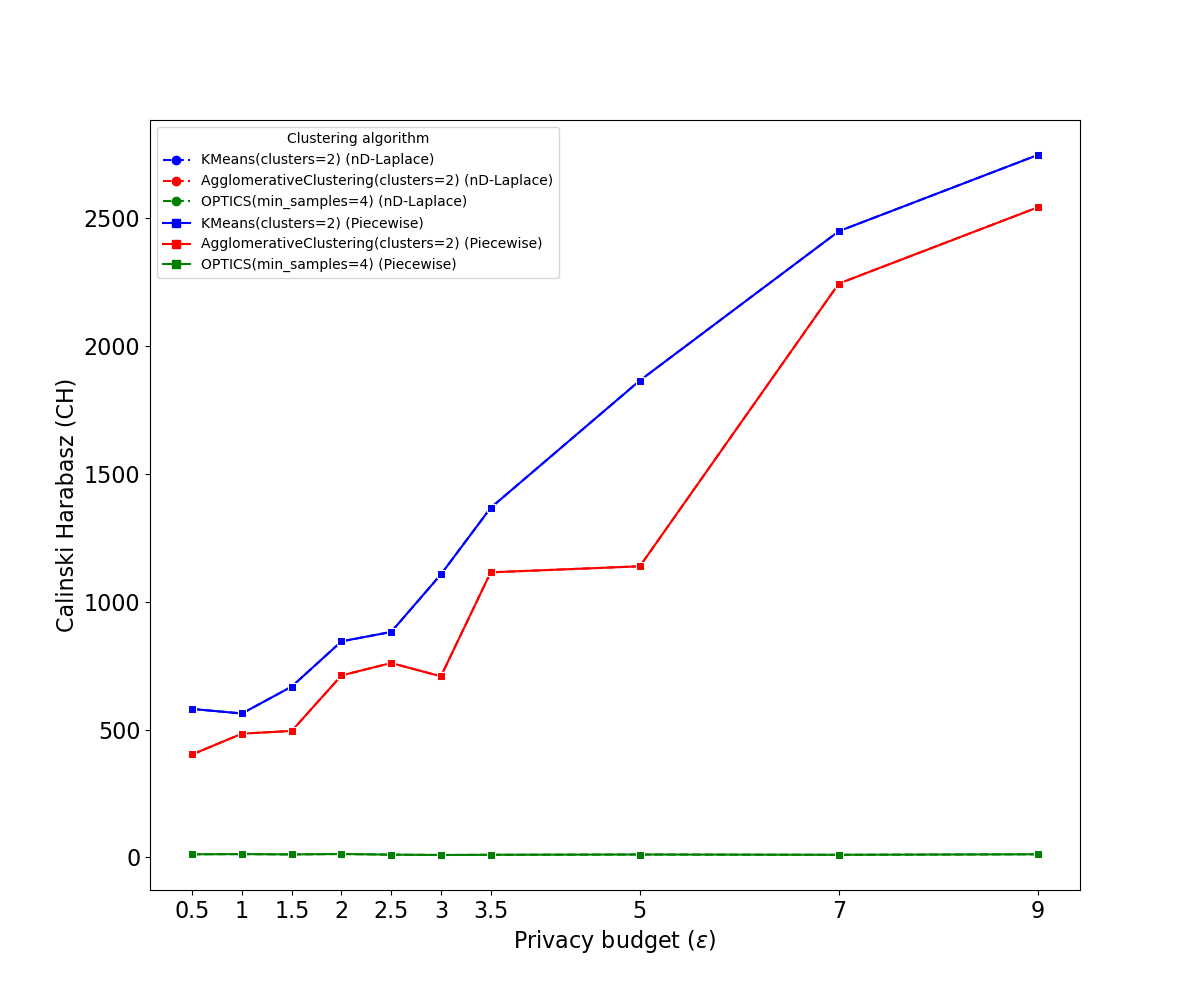 Clustering algorithm
KMeans(clusters=2) (nD-Laplace)
AgglomerativeClustering(clusters=2) (nD-Laplace)
OPTICS(min_samples=4) (nD-Laplace)
KMeans(clusters=2) (Piecewise)
AgglomerativeClustering(clusters=2) (Piecewise)
OPTICS(min_samples=4) (Piecewise)
Calinski Harabasz (CH)
2500
2000
1500
1000
500
0
0.5 1 1.5 2 2.5 3 3.5 5 7 9
Privacy budget (ε)